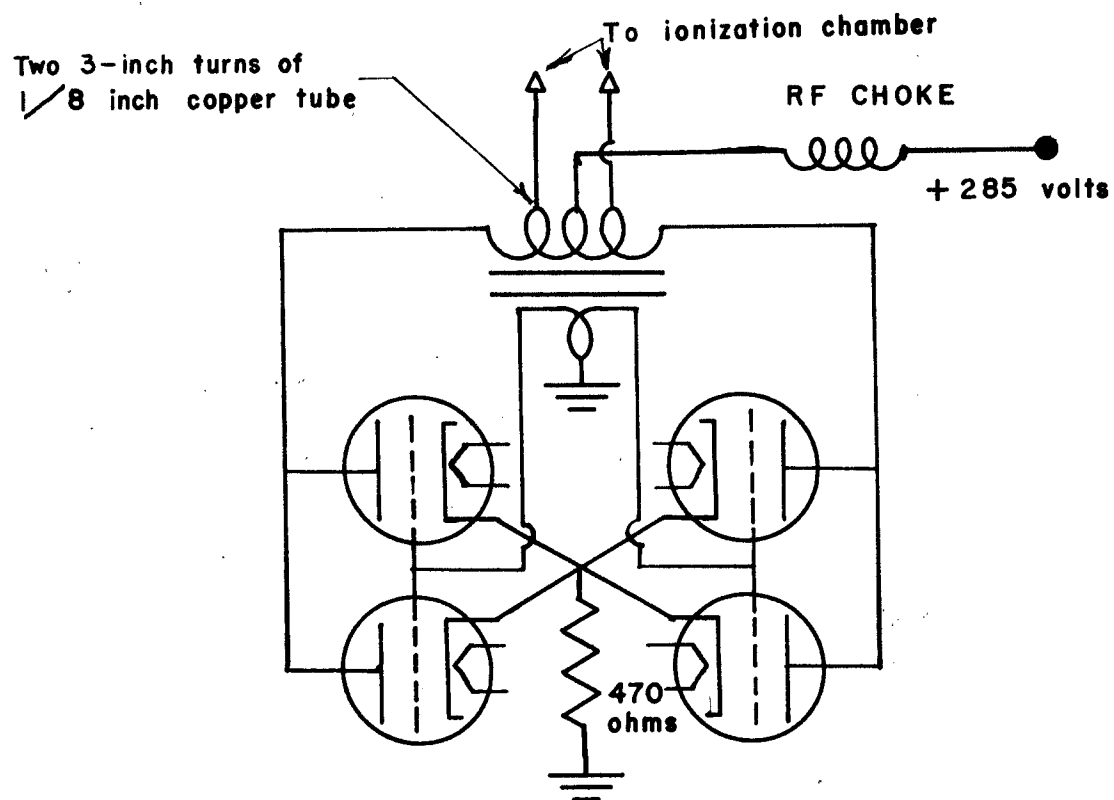 To ionization chamber
Two 3-inch turns of
1/8 inch copper tube
RF CHOKE
+285 volts
470
ohms